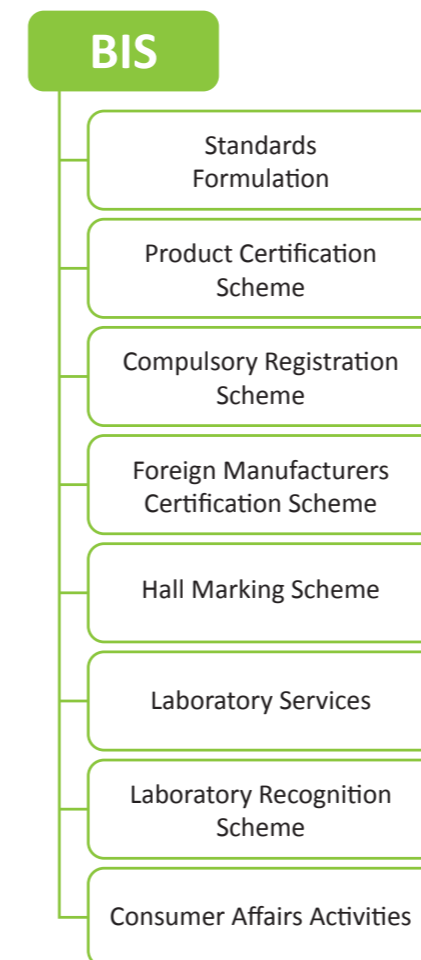 BIS
Standards
Formulation
Product Certification
Scheme
Compulsory Registration
Scheme
Foreign Manufacturers
Certification Scheme
Hall Marking Scheme
Laboratory Services
Laboratory Recognition
Scheme
Consumer Affairs Activities